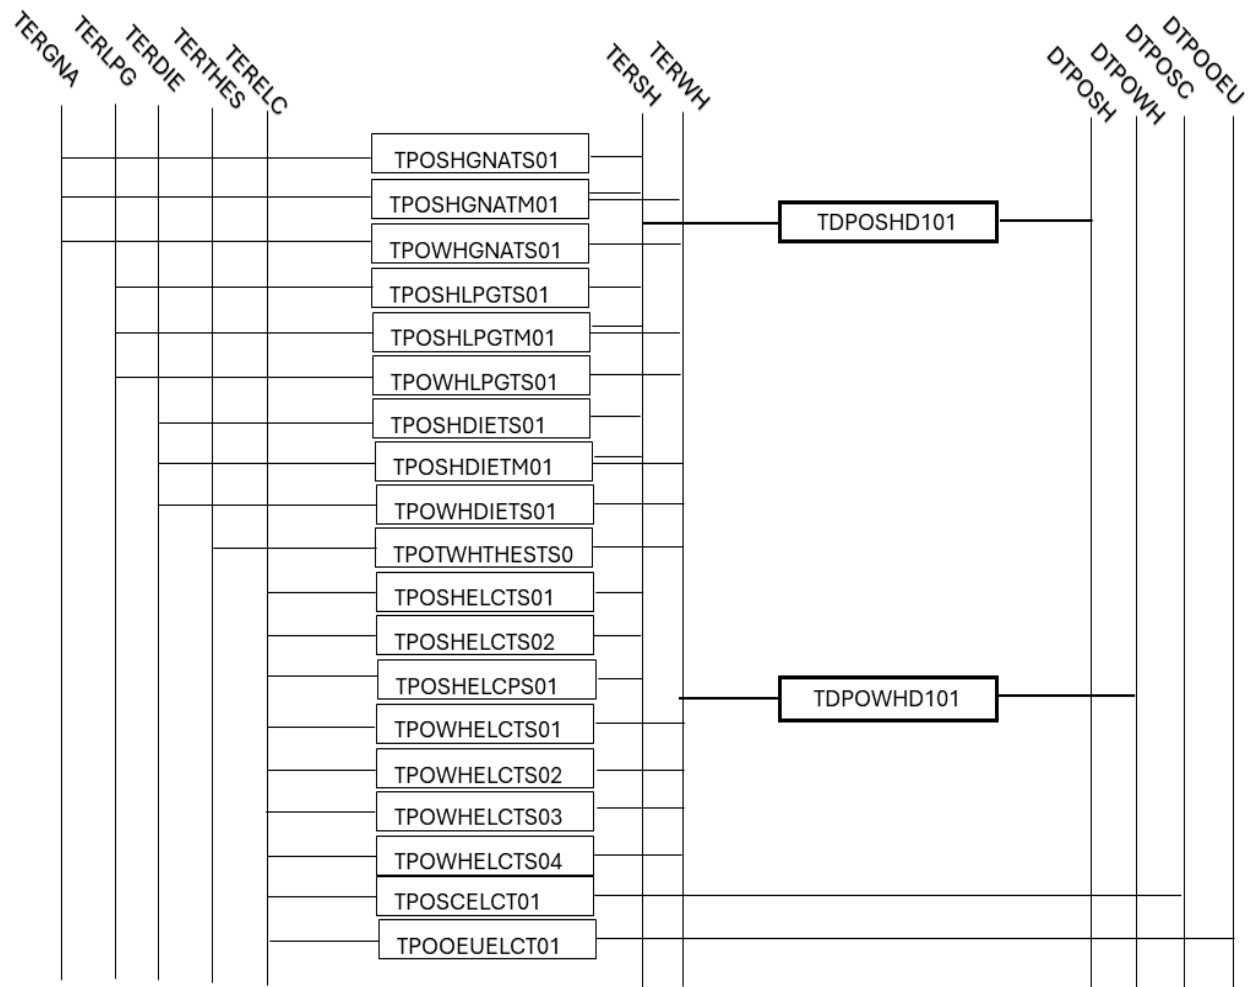 TERGNA
TERLPG
TERDIE
TERTHES
TERELC
TERSH
TERWH
DTPOSH
DTPOWH
DTPOSC
DTPOOEU
TPOSHGNATS01
TPOSHGNATM01
TDPOSHD101
TPOWHGNATS01
TPOSHLPGTS01
TPOSHLPGTM01
TPOWHLPGTS01
TPOSHDIETS01
TPOSHDIETM01
TPOWHDIETS01
TPOTWHTHESTS0
TPOSHELCTS01
TPOSHELCTS02
TPOSHELCPS01
TDPOWHD101
TPOWHELCTS01
TPOWHELCTS02
TPOWHELCTS03
TPOWHELCTS04
TPOSCELCT01
TPOOEUELCT01